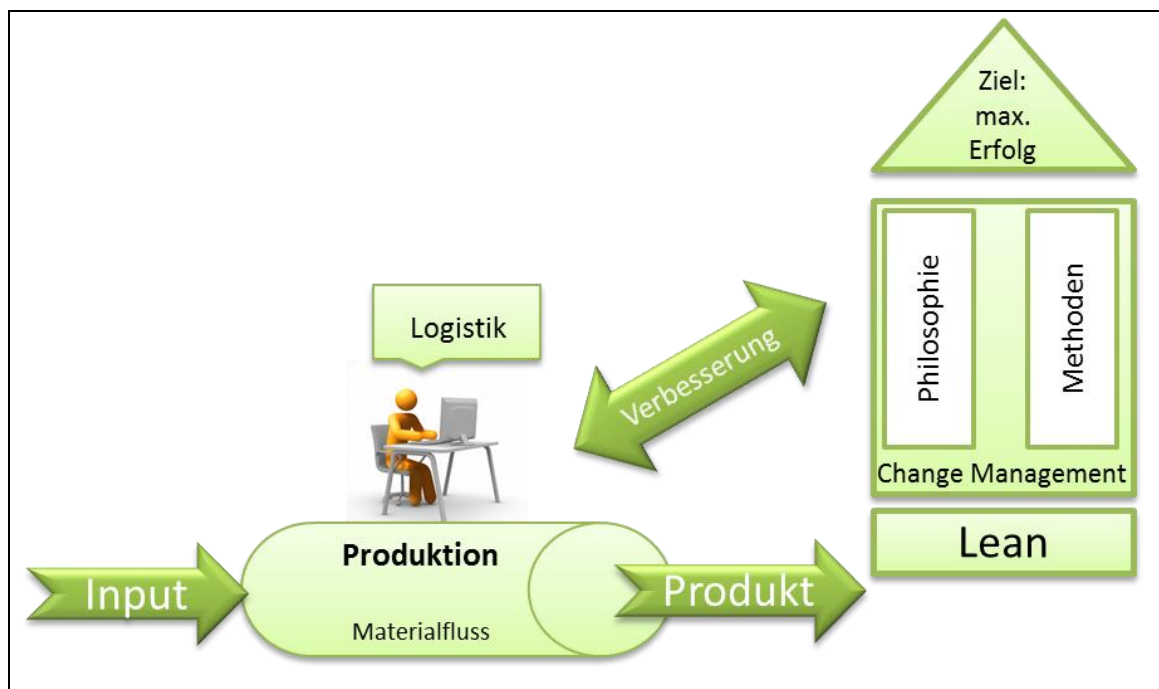 Ziel:
max.
Erfolg
Philosophie
Methoden
Change Management
Lean
Logistik
Verbesserung
Produktion
Materialfluss
Input
Produkt